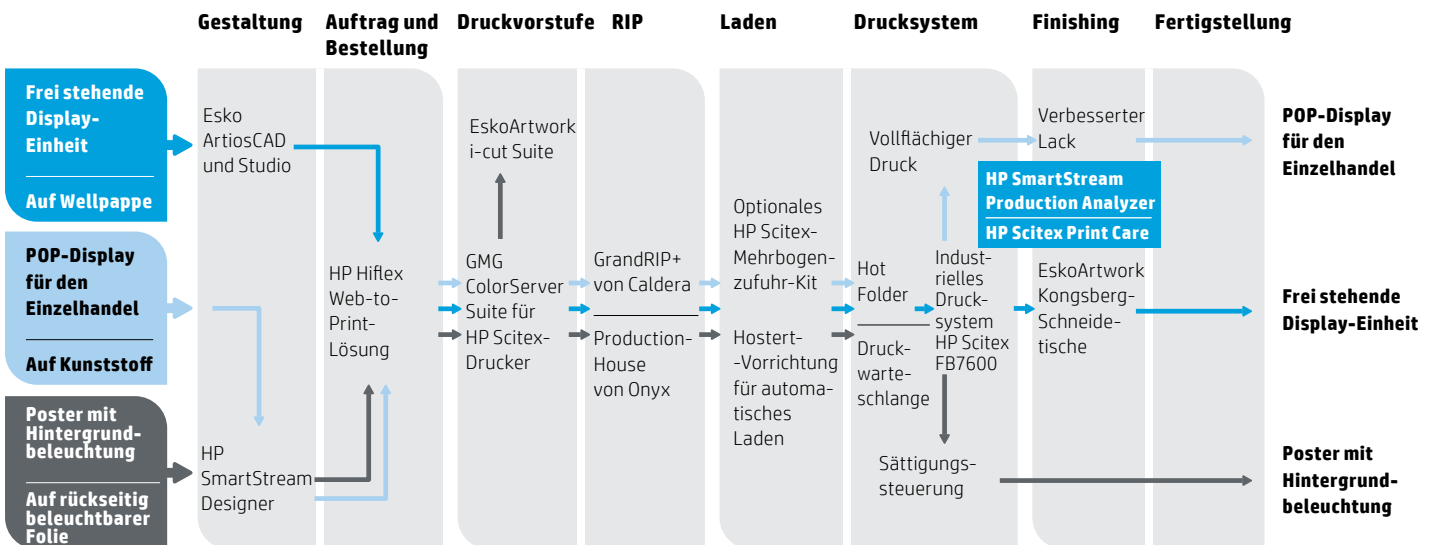 Gestaltung
Auftrag und
Bestellung
Druckvorstufe
RIP
Laden
Drucksystem
Finishing
Fertigstellung
Frei stehende
Display-
Einheit
Auf Wellpappe
POP-Display
für den
Einzelhandel
Auf Kunststoff
Poster mit
Hintergrund-
beleuchtung
Auf rückseitig
beleuchtbarer
Folie
Esko
ArtiosCAD
und Studio
HP
SmartStream
Designer
HP Hiflex
Web-to-
Print-
Lösung
EskoArtwork
i-cut Suite
GMG
ColorServer
Suite für
HP Scitex-
Drucker
GrandRIP+
von Caldera
Production-
House
von Onyx
Optionales
HP Scitex-
Mehrbogen-
zufuhr-Kit
Hostert-
-Vorrichtung
für automa-
tisches
Laden
Vollflächiger
Druck
Hot
Folder
Druck-
warte-
schlange
Industr-
rielles
Druck-
system
HP Scitex
FB7600
Sättigungs-
steuerung
Verbesserter
Lack
HP SmartStream
Production Analyzer
HP Scitex Print Care
EskoArtwork
Kongsberg-
Schneide-
tische
POP-Display
für den
Einzelhandel
Frei stehende
Display-Einheit
Poster mit
Hintergrund-
beleuchtung